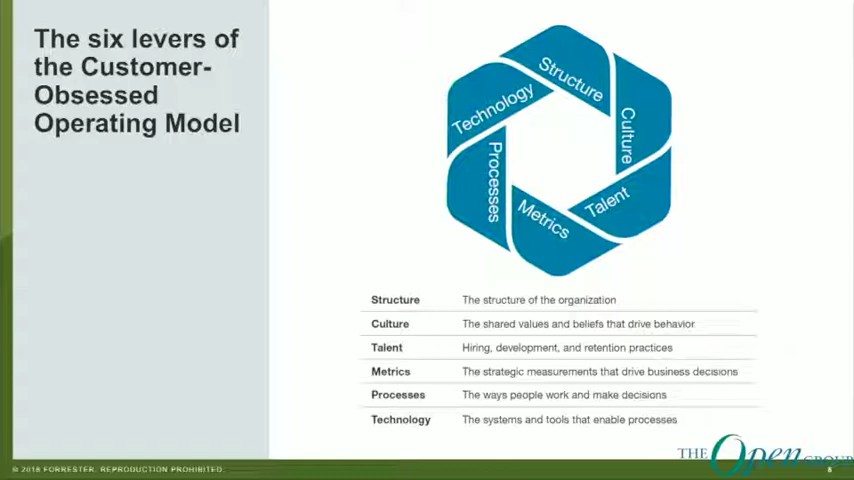 The six levers of
the Customer-
Obsessed
Operating Model
Structure
Culture
Talent
Metrics
Processes
Technology
Structure The structure of the organization
Culture The shared values and beliefs that drive behavior
Talent Hiring, development, and retention practices
Metrics The strategic measurements that drive business decisions
Processes The ways people work and make decisions
Technology The systems and tools that enable processes
© 2018 FORRESTER. REPRODUCTION PROHIBITED.
THE Open GROUP
8